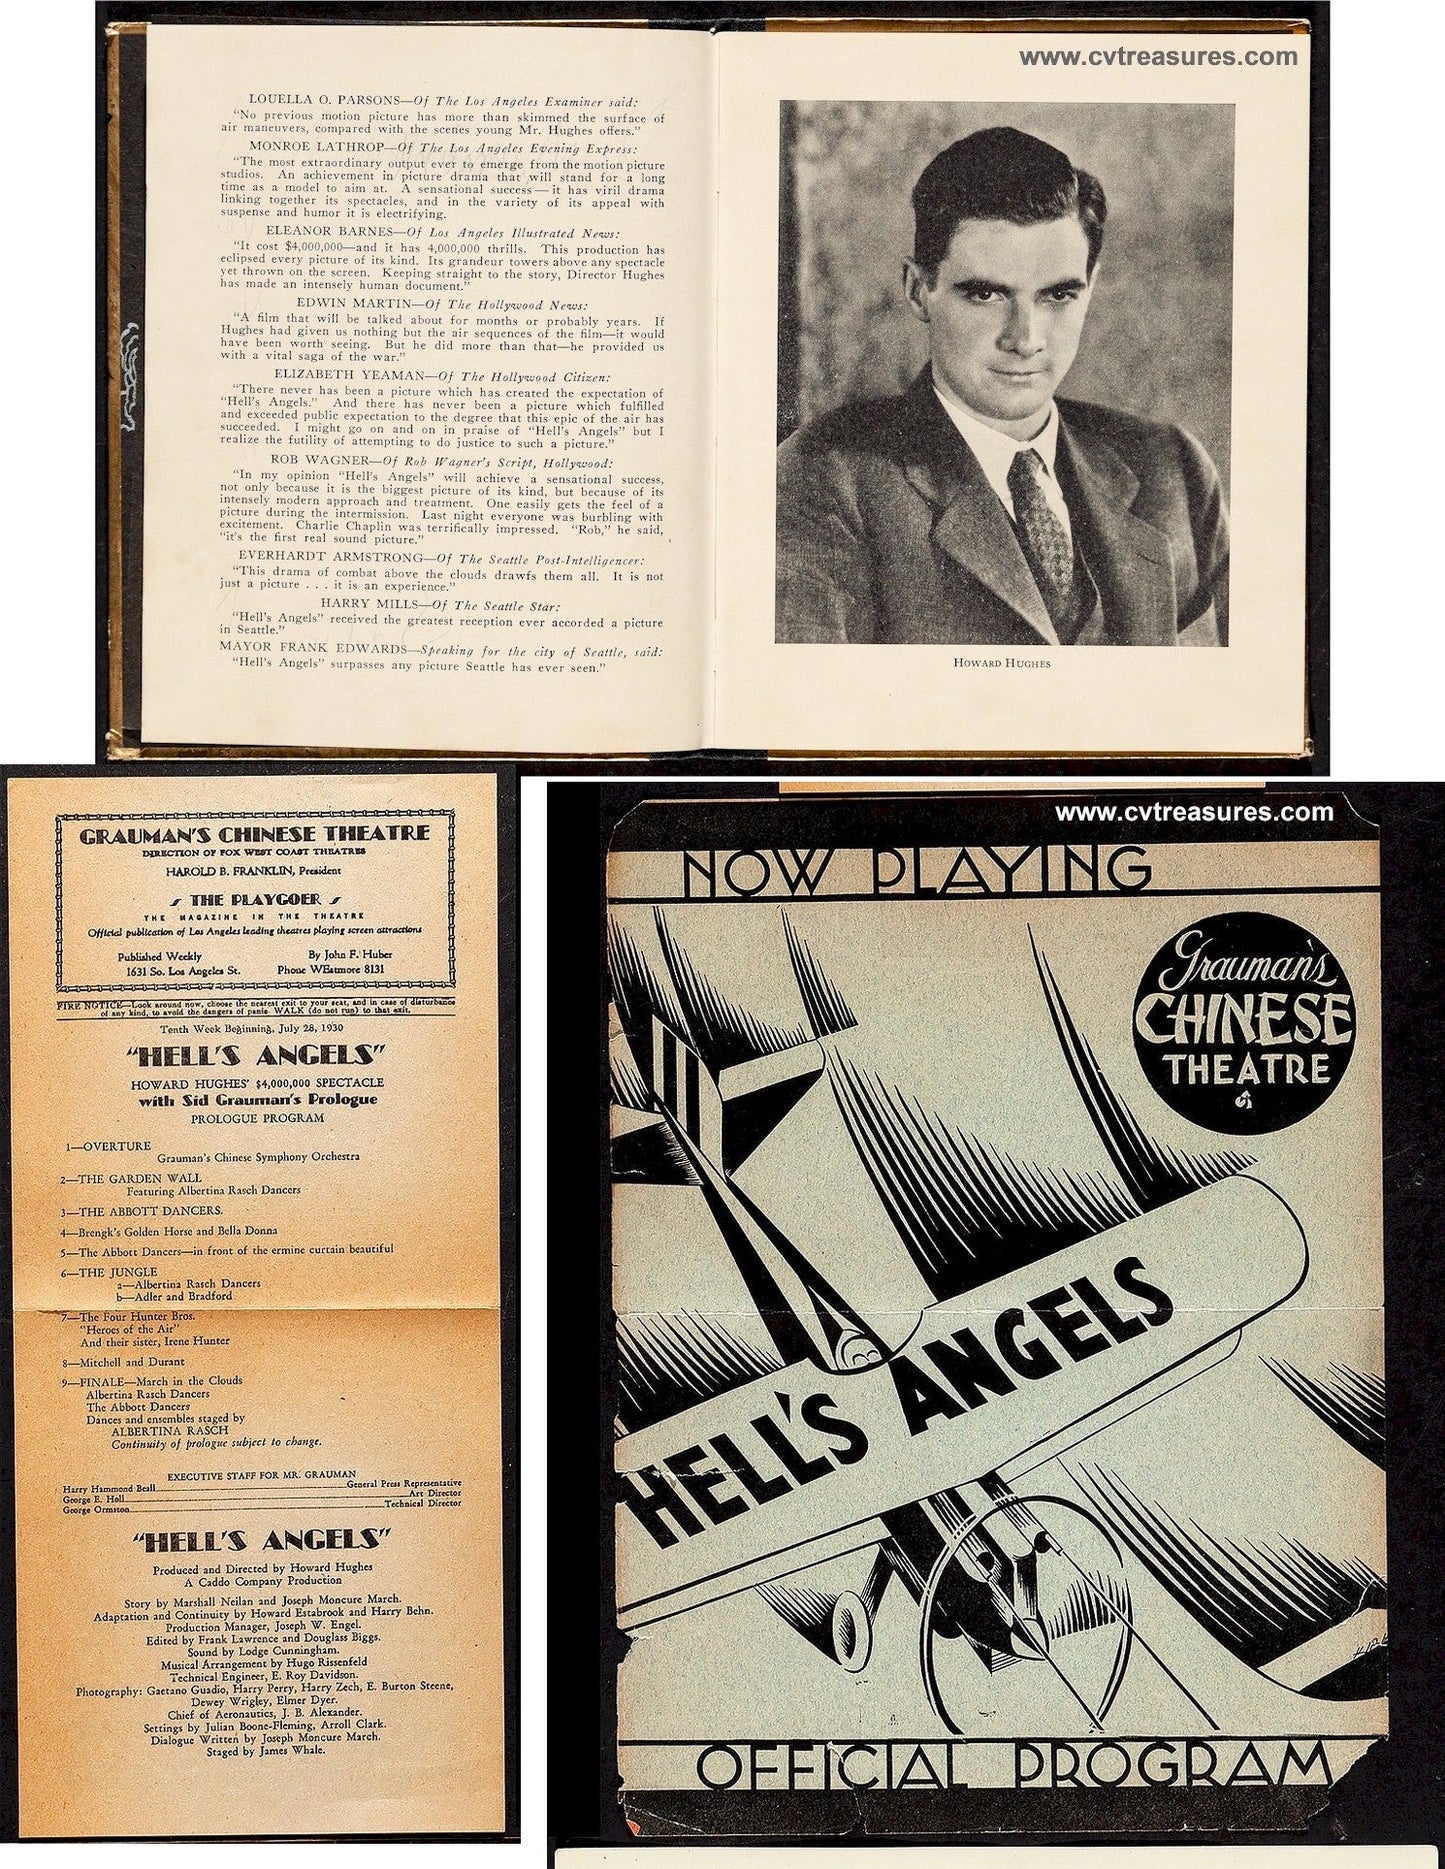 www.cvtreasures.com
LOUELLA O. PARSONS—Of The Los Angeles Examiner said:
"No previous motion picture has more than skimmed the surface of
air maneuvers, compared with the scenes young Mr. Hughes offers."
MONROE LATHROP—Of The Los Angeles Evening Express:
"The most extraordinary output ever to emerge from the motion picture
studios. An achievement in picture drama that will stand for a long
time as a model to aim at. A sensational success—it has viril drama
linking together its spectacles, and in the variety of its appeal with
suspense and humor it is electrifying.
ELEANOR BARNES—Of Los Angeles Illustrated News:
"It cost $4,000,000—and it has 4,000,000 thrills. This production has
eclipsed every picture of its kind. Its grandeur towers above any spectacle
yet thrown on the screen. Keeping straight to the story, Director Hughes
has made an intensely human document."
EDWIN MARTIN—Of The Hollywood News:
"A film that will be talked about for months or probably years. If
Hughes had given us nothing but the air sequences of the film—it would
have been worth seeing. But he did more than that—he provided us
with a vital saga of the war."
ELIZABETH YEAMAN—Of The Hollywood Citizen:
"There never has been a picture which has created the expectation of
"Hell's Angels." And there has never been a picture which fulfilled
and exceeded public expectation to the degree that this epic of the air has
succeeded. I might go on and on in praise of "Hell's Angels" but I
realize the futility of attempting to do justice to such a picture."
ROB WAGNER—Of Rob Wagner's Script, Hollywood:
"In my opinion "Hell's Angels" will achieve a sensational success,
not only because it is the biggest picture of its kind, but because of its
intensely modern approach and treatment. One easily gets the feel of a
picture during the intermission. Last night everyone was burbling with
excitement. Charlie Chaplin was terrifically impressed. "Rob," he said,
"it's the first real sound picture."
EVERHARDT ARMSTRONG—Of The Seattle Post-Intelligencer:
"This drama of combat above the clouds drawfs them all. It is not
just a picture . . . it is an experience."
HARRY MILLS—Of The Seattle Star:
"Hell's Angels" received the greatest reception ever accorded a picture
in Seattle."
MAYOR FRANK EDWARDS—Speaking for the city of Seattle, said:
"Hell's Angels" surpasses any picture Seattle has ever seen."
HOWARD HUGHES
GRAUMAN'S CHINESE THEATRE
DIRECTION OF FOX WEST COAST THEATRES
HAROLD B. FRANKLIN, President
THE PLAYGOER
THE MAGAZINE IN THE THEATRE
Official publication of Los Angeles leading theatres playing screen attractions
Published Weekly By John F. Huber
1631 So. Los Angeles St. Phone WEstmore 8131
FIRE NOTICE—Look around now, choose the nearest exit to your seat, and in case of disturbance
of any kind, to avoid the dangers of panic, WALK (do not run) to that exit.
Tenth Week Beginning, July 28, 1930
"HELL'S ANGELS"
HOWARD HUGHES' $4,000,000 SPECTACLE
with Sid Grauman's Prologue
PROLOGUE PROGRAM
1—OVERTURE
Grauman's Chinese Symphony Orchestra
2—THE GARDEN WALL
Featuring Albertina Rasch Dancers
3—THE ABBOTT DANCERS.
4—Brengk's Golden Horse and Bella Donna
5—The Abbott Dancers—in front of the ermine curtain beautiful
6—THE JUNGLE
a—Albertina Rasch Dancers
b—Adler and Bradford
7—The Four Hunter Bros.
"Heroes of the Air"
And their sister, Irene Hunter
8—Mitchell and Durant
9—FINALE—March in the Clouds
Albertina Rasch Dancers
The Abbott Dancers
Dances and ensembles staged by
ALBERTINA RASCH
Continuity of prologue subject to change.
EXECUTIVE STAFF FOR MR. GRAUMAN
Harry Hammond Beall General Press Representative
George E. Holl Art Director
George Ormston Technical Director
"HELL'S ANGELS"
Produced and Directed by Howard Hughes
A Caddo Company Production
Story by Marshall Neilan and Joseph Moncure March.
Adaptation and Continuity by Howard Estabrook and Harry Behn.
Production Manager, Joseph W. Engel.
Edited by Frank Lawrence and Douglass Biggs.
Sound by Lodge Cunningham.
Musical Arrangement by Hugo Rissenfeld
Technical Engineer, E. Roy Davidson.
Photography: Gaetano Guadio, Harry Perry, Harry Zech, E. Burton Steene,
Dewey Wrigley, Elmer Dyer.
Chief of Aeronautics, J. B. Alexander.
Settings by Julian Boone-Fleming, Arroll Clark.
Dialogue Written by Joseph Moncure March.
Staged by James Whale.
www.cvtreasures.com
NOW PLAYING
Grauman's
CHINESE
THEATRE
HELL'S ANGELS
OFFICIAL PROGRAM